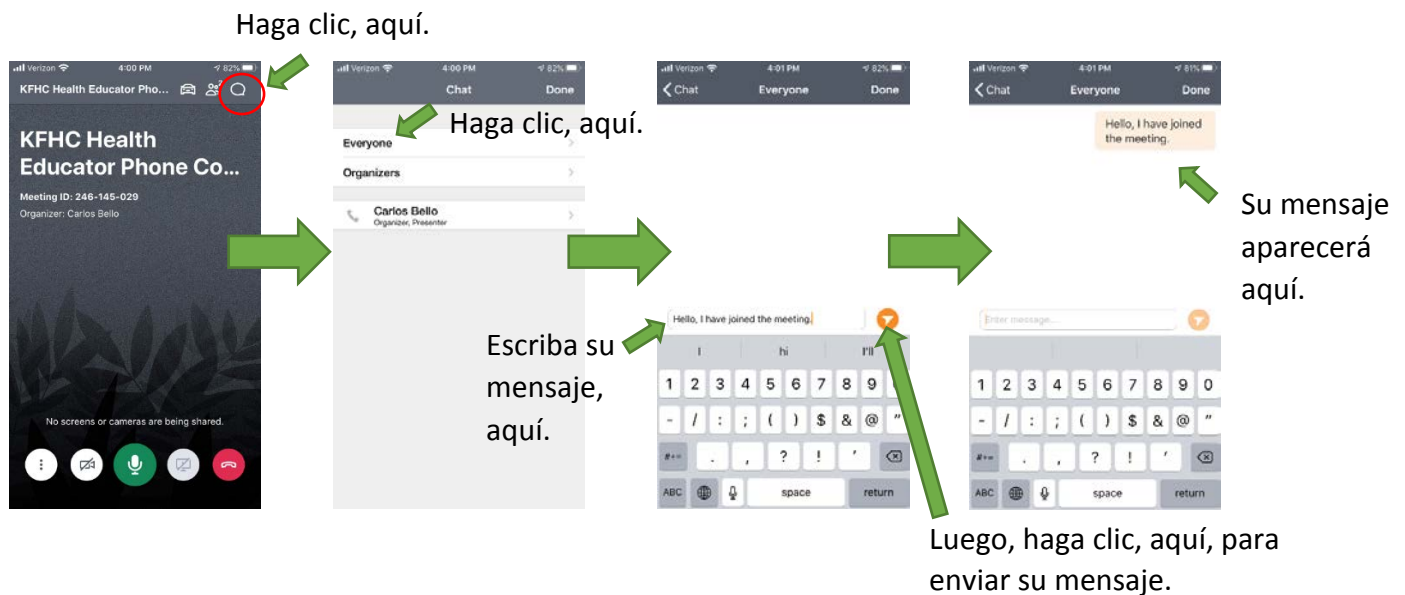 Haga clic, aquí.
Verizon 4:00 PM 82%
KFHC Health Educator Pho...
KFHC Health
Educator Phone Co...
Meeting ID: 246-145-029
Organizer: Carlos Bello
No screens or cameras are being shared.
Verizon 4:00 PM 82%
Chat Done
Haga clic, aquí.
Everyone
Organizers
Carlos Bello
Organizer, Presenter
Verizon 4:01 PM 82%
Chat Everyone Done
Escriba su
mensaje,
aquí.
Hello, I have joined the meeting.
I hi I'll
1 2 3 4 5 6 7 8 9
- / : ; ( ) $ & @ "
#+= . , ? ! '
ABC space return
Luego, haga clic, aquí, para
enviar su mensaje.
Verizon 4:01 PM 81%
Chat Everyone Done
Hello, I have joined
the meeting.
Su mensaje
aparecerá
aquí.
Enter message...
1 2 3 4 5 6 7 8 9 0
- / : ; ( ) $ & @ "
#+= . , ? ! '
ABC space return